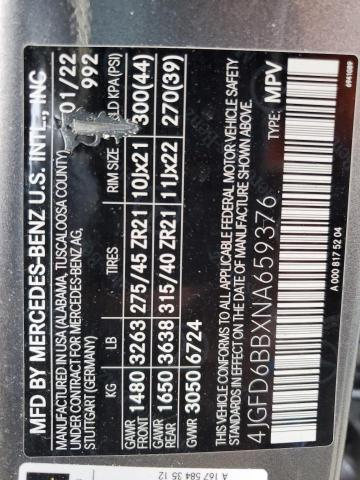 MFD BY MERCEDES-BENZ U.S. INTL., INC
MANUFACTURED IN USA (ALABAMA, TUSCALOOSA COUNTY)
UNDER CONTRACT FOR MERCEDES-BENZ AG,
STUTTGART / GERMANY
01/22
992
KG LB TIRES RIM SIZE LD KPA (PSI)
GAWR FRONT 1480 3263 275/45 ZR21 10Jx21 300(44)
GAWR REAR 1650 3638 315/40 ZR21 11Jx22 270(39)
GVWR 3050 6724
THIS VEHICLE CONFORMS TO ALL APPLICABLE FEDERAL MOTOR VEHICLE SAFETY
STANDARDS IN EFFECT ON THE DATE OF MANUFACTURE SHOWN ABOVE.
4JGFD6BBXNA659376 TYPE: MPV
A 000 817 52 04
6941089
A 167 584 35 12